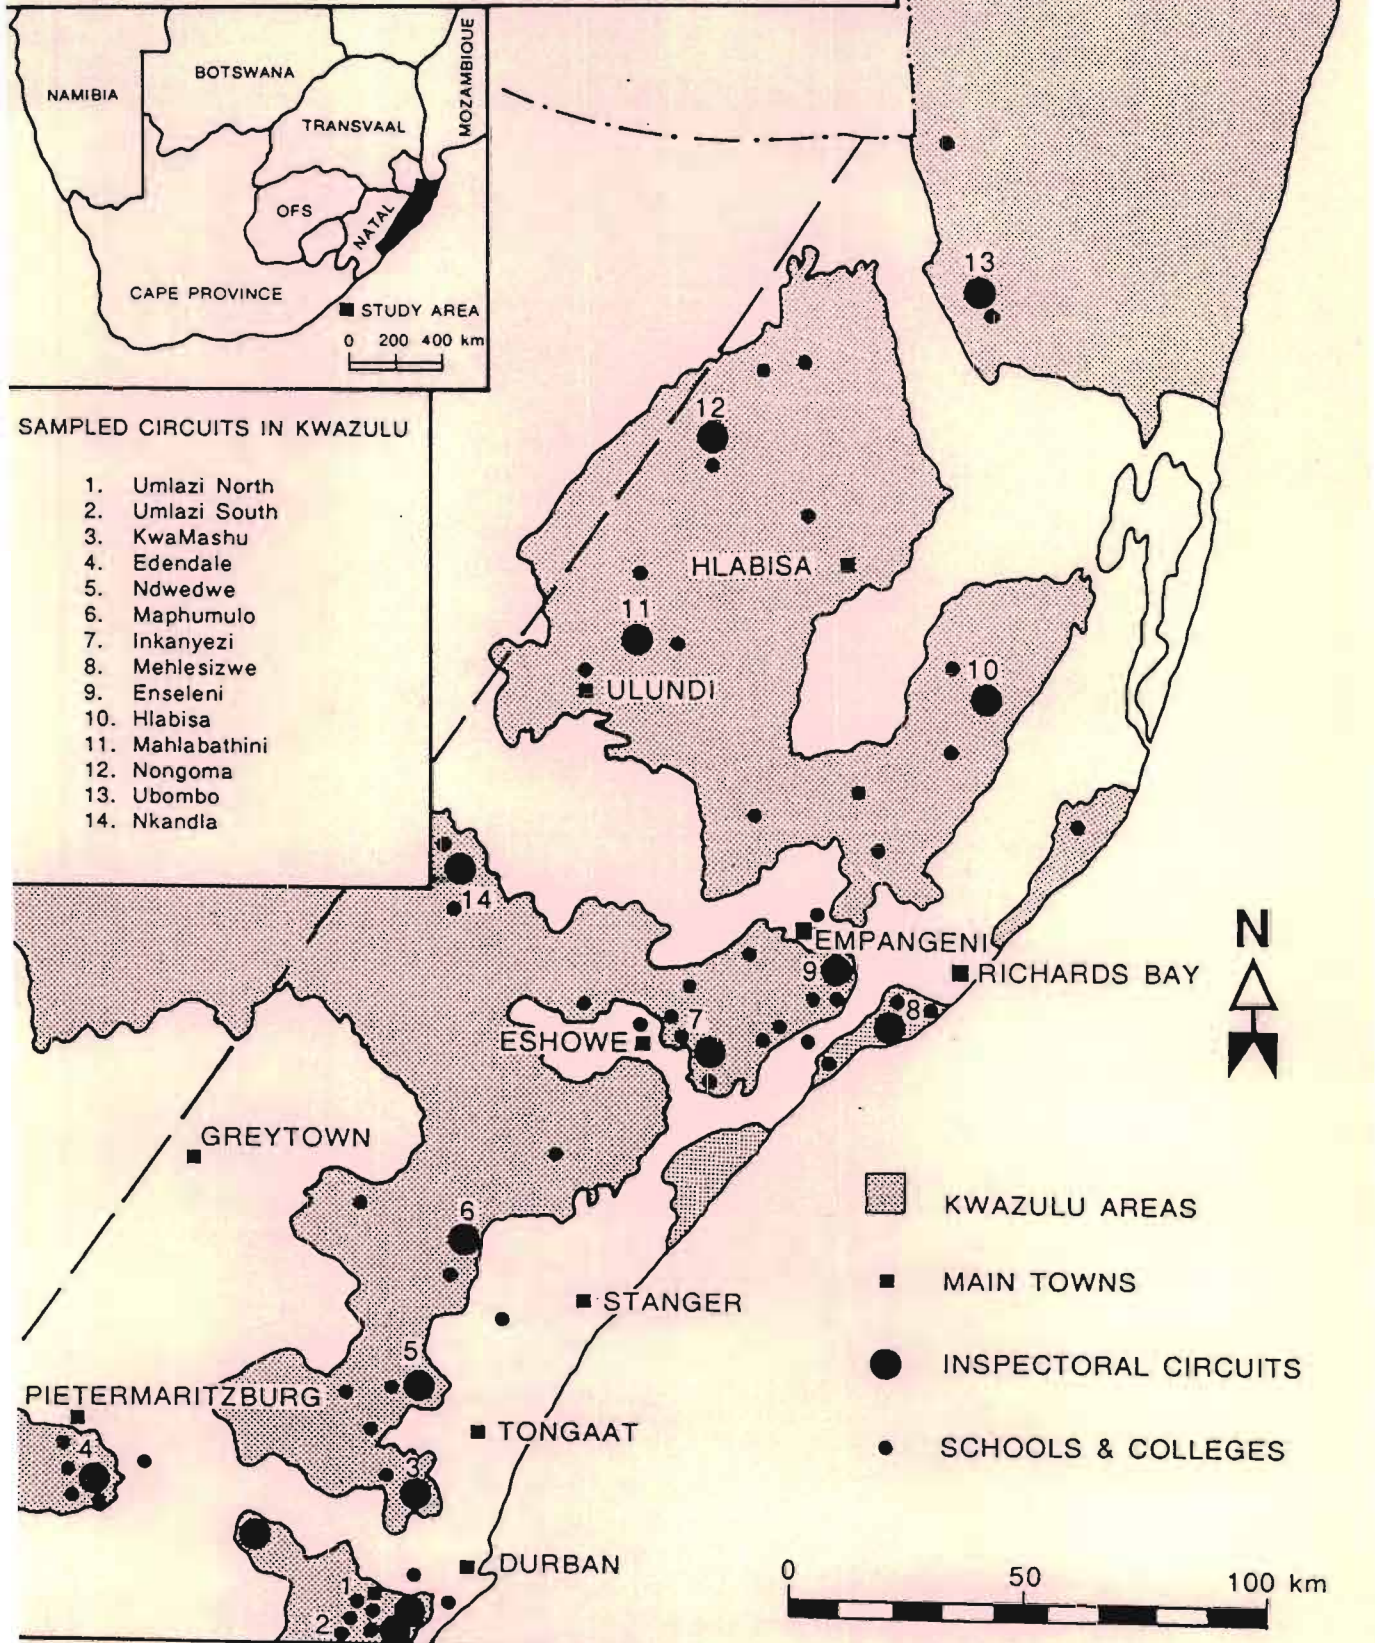 NAMIBIA
BOTSWANA
MOZAMBIQUE
TRANSVAAL
OFS
NATAL
CAPE PROVINCE
STUDY AREA
0 200 400 km
SAMPLED CIRCUITS IN KWAZULU
1. Umlazi North
2. Umlazi South
3. KwaMashu
4. Edendale
5. Ndwedwe
6. Maphumulo
7. Inkanyezi
8. Mehlesizwe
9. Enseleni
10. Hlabisa
11. Mahlabathini
12. Nongoma
13. Ubombo
14. Nkandla
13
12
HLABISA
11
10
ULUNDI
14
EMPANGENI
9
RICHARDS BAY
8
7
ESHOWE
N
GREYTOWN
6
STANGER
5
PIETERMARITZBURG
TONGAAT
4
3
DURBAN
1
2
KWAZULU AREAS
MAIN TOWNS
INSPECTORAL CIRCUITS
SCHOOLS & COLLEGES
0 50 100 km